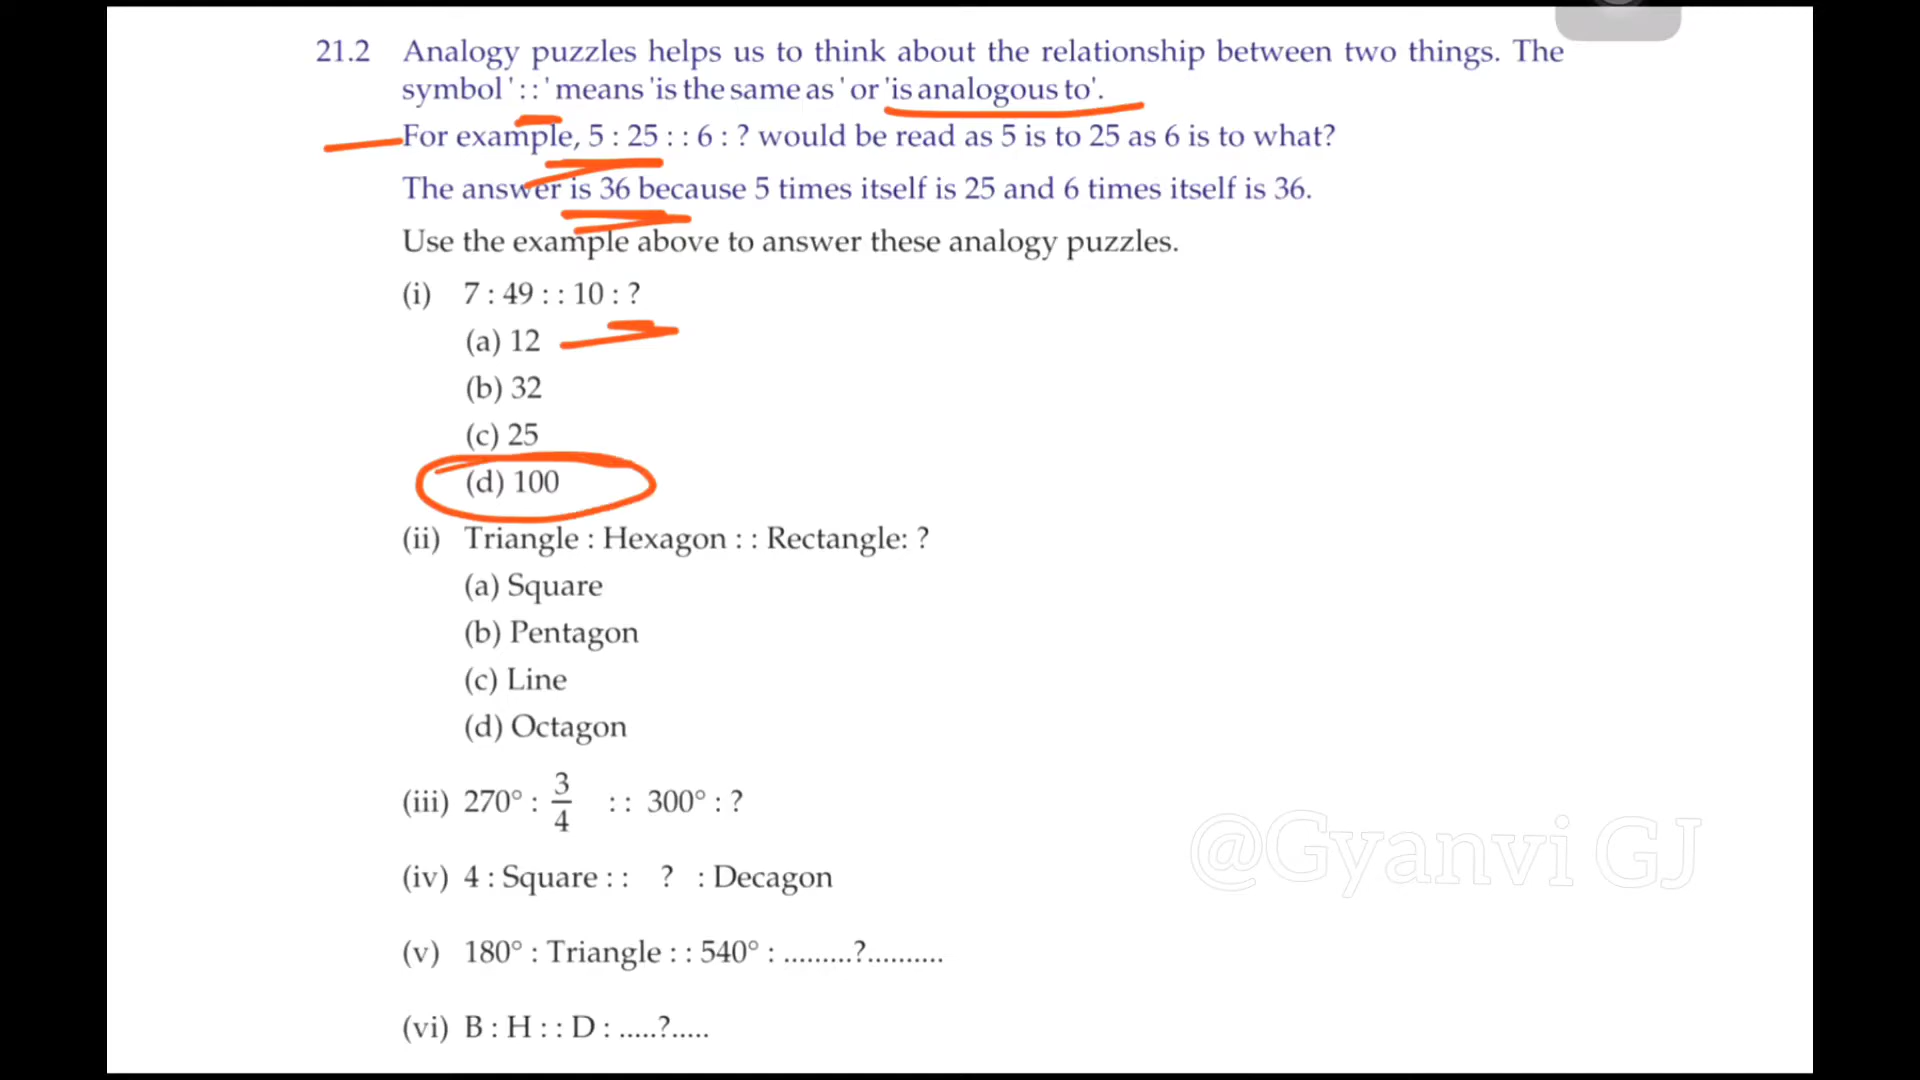 21.2 Analogy puzzles helps us to think about the relationship between two things. The
symbol ' : : ' means 'is the same as ' or 'is analogous to'.
For example, 5 : 25 : : 6 : ? would be read as 5 is to 25 as 6 is to what?
The answer is 36 because 5 times itself is 25 and 6 times itself is 36.
Use the example above to answer these analogy puzzles.
(i) 7 : 49 : : 10 : ?
(a) 12
(b) 32
(c) 25
(d) 100
(ii) Triangle : Hexagon : : Rectangle: ?
(a) Square
(b) Pentagon
(c) Line
(d) Octagon
(iii) 270° : 3/4 : : 300° : ?
(iv) 4 : Square : : ? : Decagon
(v) 180° : Triangle : : 540° : .........?..........
(vi) B : H : : D : .....?.....
@Gyanvi GJ